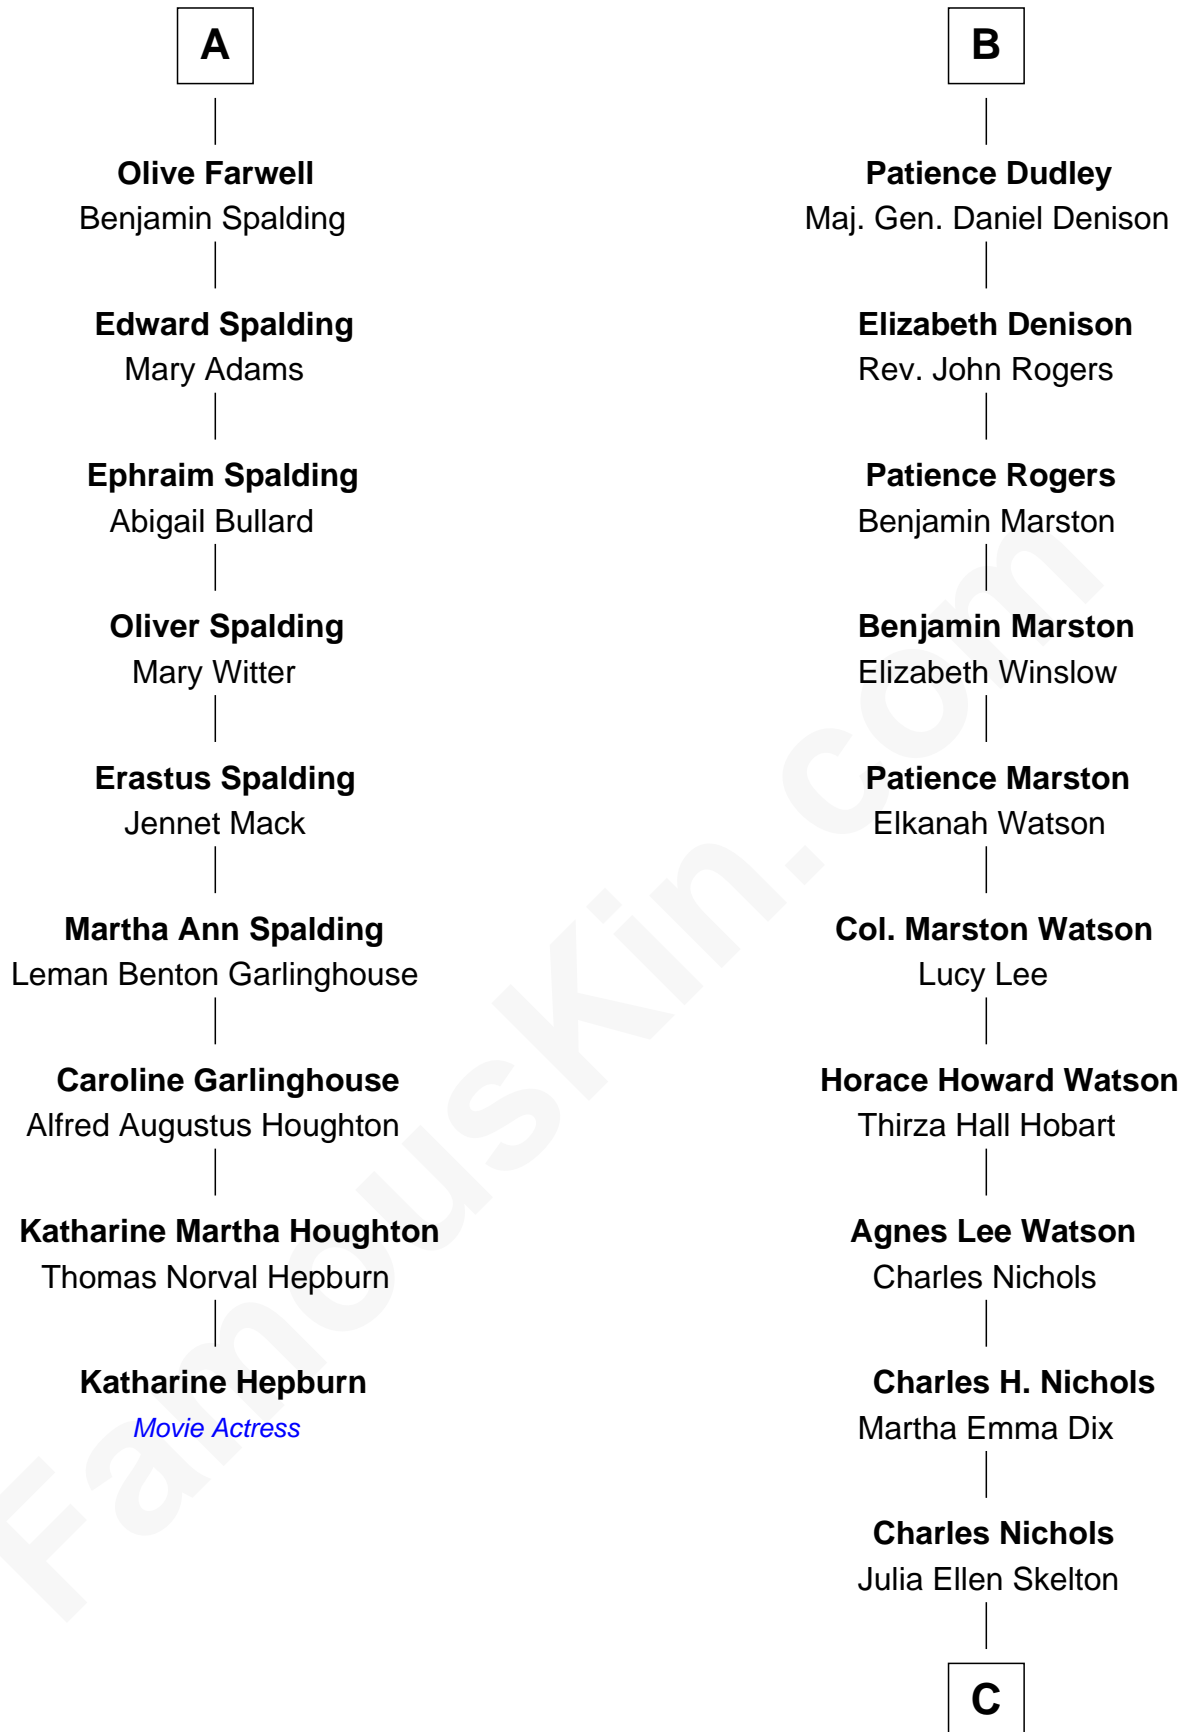 A
Olive Farwell
Benjamin Spalding
Edward Spalding
Mary Adams
Ephraim Spalding
Abigail Bullard
Oliver Spalding
Mary Witter
Erastus Spalding
Jennet Mack
Martha Ann Spalding
Leman Benton Garlinghouse
Caroline Garlinghouse
Alfred Augustus Houghton
Katharine Martha Houghton
Thomas Norval Hepburn
Katharine Hepburn
Movie Actress
B
Patience Dudley
Maj. Gen. Daniel Denison
Elizabeth Denison
Rev. John Rogers
Patience Rogers
Benjamin Marston
Benjamin Marston
Elizabeth Winslow
Patience Marston
Elkanah Watson
Col. Marston Watson
Lucy Lee
Horace Howard Watson
Thirza Hall Hobart
Agnes Lee Watson
Charles Nichols
Charles H. Nichols
Martha Emma Dix
Charles Nichols
Julia Ellen Skelton
C
FamousKin.com